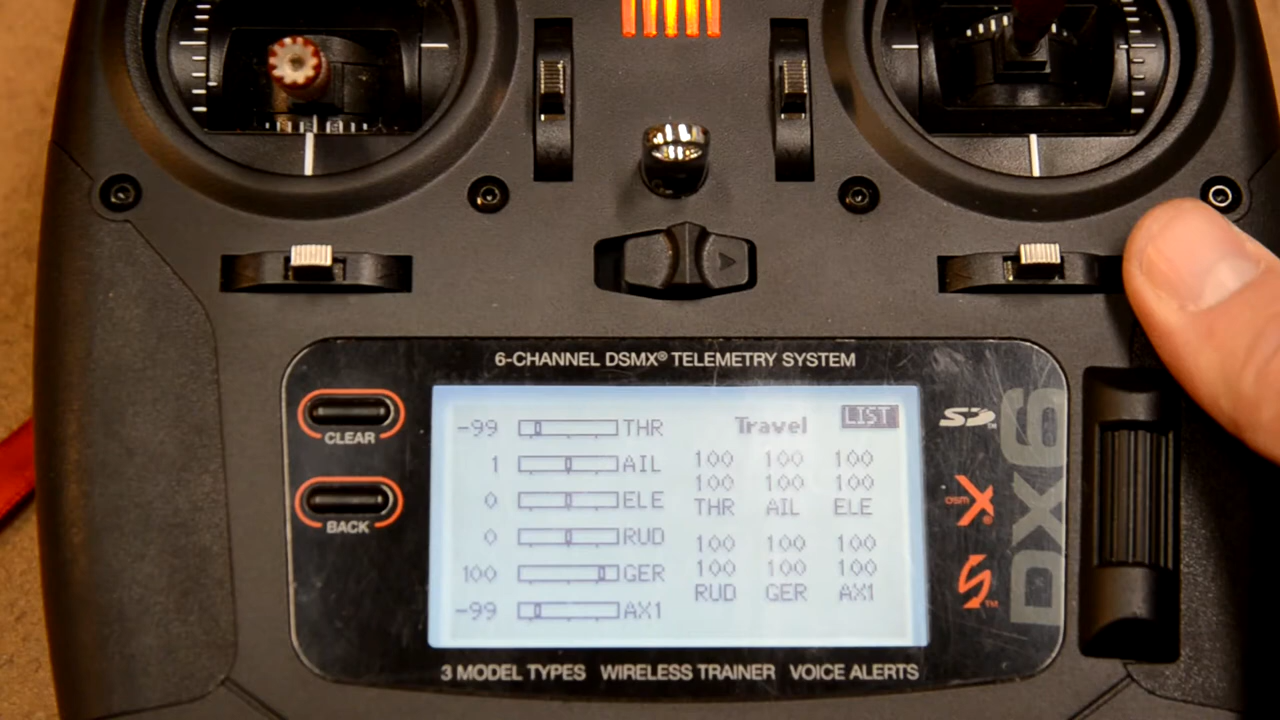 6-CHANNEL DSMX® TELEMETRY SYSTEM
CLEAR
BACK
-99 THR
1 AIL
0 ELE
0 RUD
100 GER
-99 AX1
Travel LIST
100 100 100
100 100 100
THR AIL ELE
100 100 100
100 100 100
RUD GER AX1
SD
DSMX®
DX6
3 MODEL TYPES WIRELESS TRAINER VOICE ALERTS